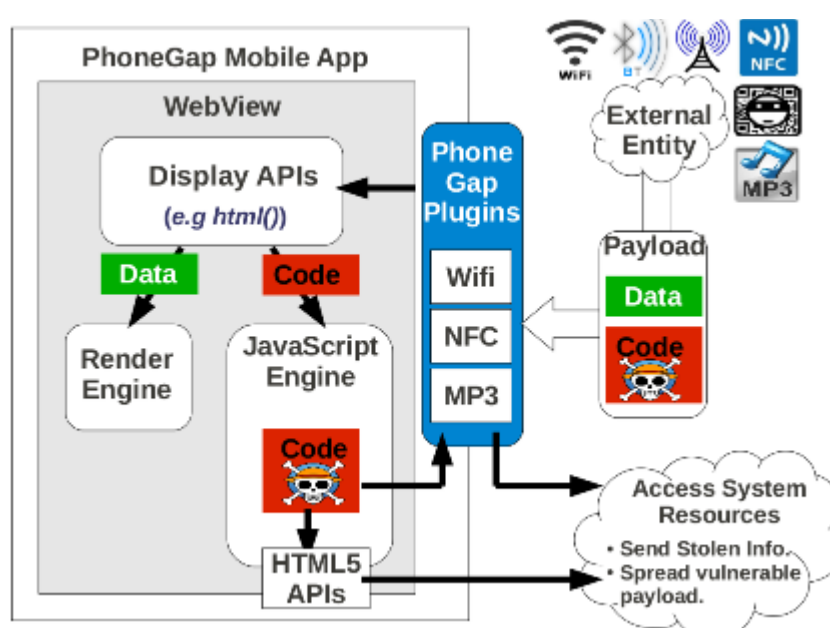 PhoneGap Mobile App
WebView
Display APIs
(e.g html())
Data
Code
Render
Engine
JavaScript
Engine
Code
HTML5
APIs
Phone
Gap
Plugins
Wifi
NFC
MP3
WiFi
BT
NFC
MP3
External
Entity
Payload
Data
Code
Access System
Resources
• Send Stolen Info.
• Spread vulnerable
payload.